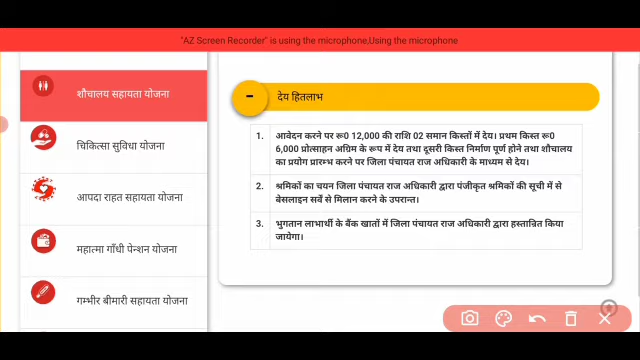 "AZ Screen Recorder" is using the microphone,Using the microphone
शौचालय सहायता योजना
चिकित्सा सुविधा योजना
आपदा राहत सहायता योजना
महात्मा गाँधी पेन्शन योजना
गम्भीर बीमारी सहायता योजना
देय हितलाभ
1. आवेदन करने पर रू0 12,000 की राशि 02 समान किस्तों में देय। प्रथम किस्त रू0
6,000 प्रोत्साहन अग्रिम के रूप में देय तथा दूसरी किस्त निर्माण पूर्ण होने तथा शौचालय
का प्रयोग प्रारम्भ करने पर जिला पंचायत राज अधिकारी के माध्यम से देय।
2. श्रमिकों का चयन जिला पंचायत राज अधिकारी द्वारा पंजीकृत श्रमिकों की सूची में से
बेसलाइन सर्वे से मिलान करने के उपरान्त।
3. भुगतान लाभार्थी के बैंक खातों में जिला पंचायत राज अधिकारी द्वारा हस्तान्तरित किया
जायेगा।